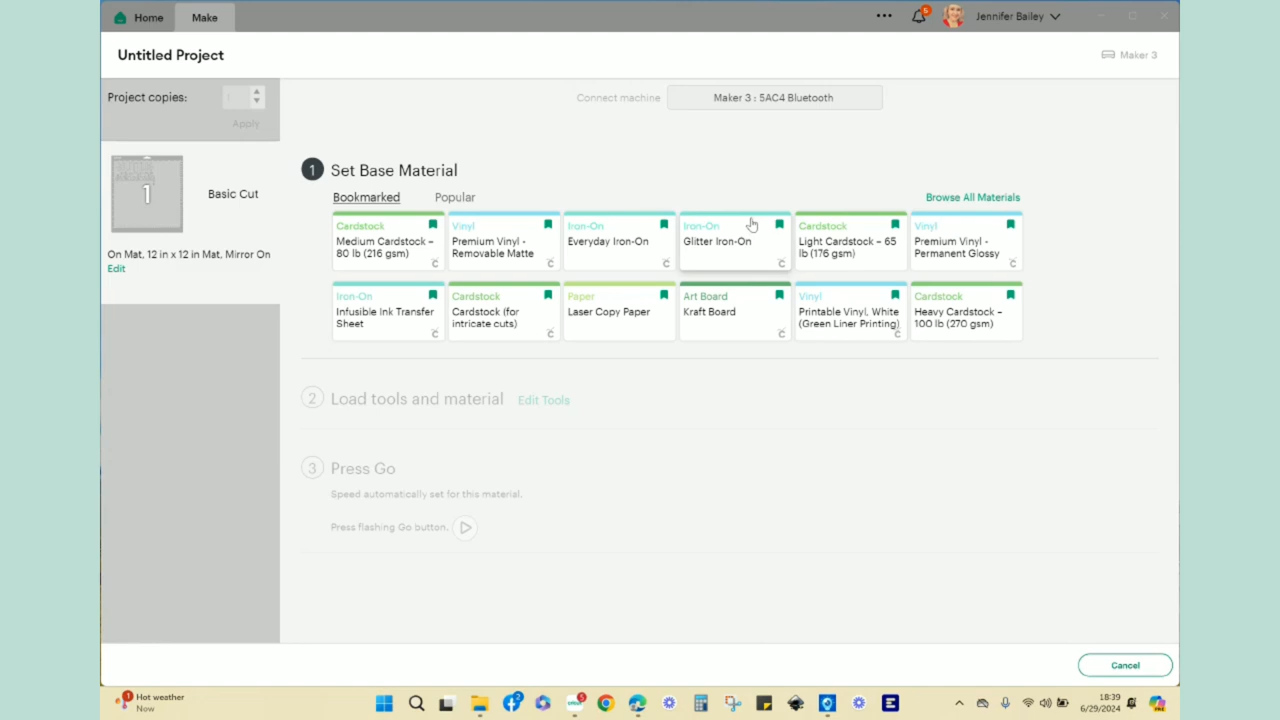 Home
Make
5
Jennifer Bailey
Untitled Project
Maker 3
Project copies:
1
Apply
Connect machine
Maker 3 : 5AC4 Bluetooth
1
Basic Cut
On Mat, 12 in x 12 in Mat, Mirror On
Edit
1 Set Base Material
Bookmarked
Popular
Browse All Materials
Cardstock
Medium Cardstock –
80 lb (216 gsm)
Vinyl
Premium Vinyl -
Removable Matte
Iron-On
Everyday Iron-On
Iron-On
Glitter Iron-On
Cardstock
Light Cardstock – 65
lb (176 gsm)
Vinyl
Premium Vinyl -
Permanent Glossy
Iron-On
Infusible Ink Transfer
Sheet
Cardstock
Cardstock (for
intricate cuts)
Paper
Laser Copy Paper
Art Board
Kraft Board
Vinyl
Printable Vinyl, White
(Green Liner Printing)
Cardstock
Heavy Cardstock –
100 lb (270 gsm)
2 Load tools and material
Edit Tools
3 Press Go
Speed automatically set for this material.
Press flashing Go button.
Cancel
1
Hot weather
Now
2
5
18:39
6/29/2024